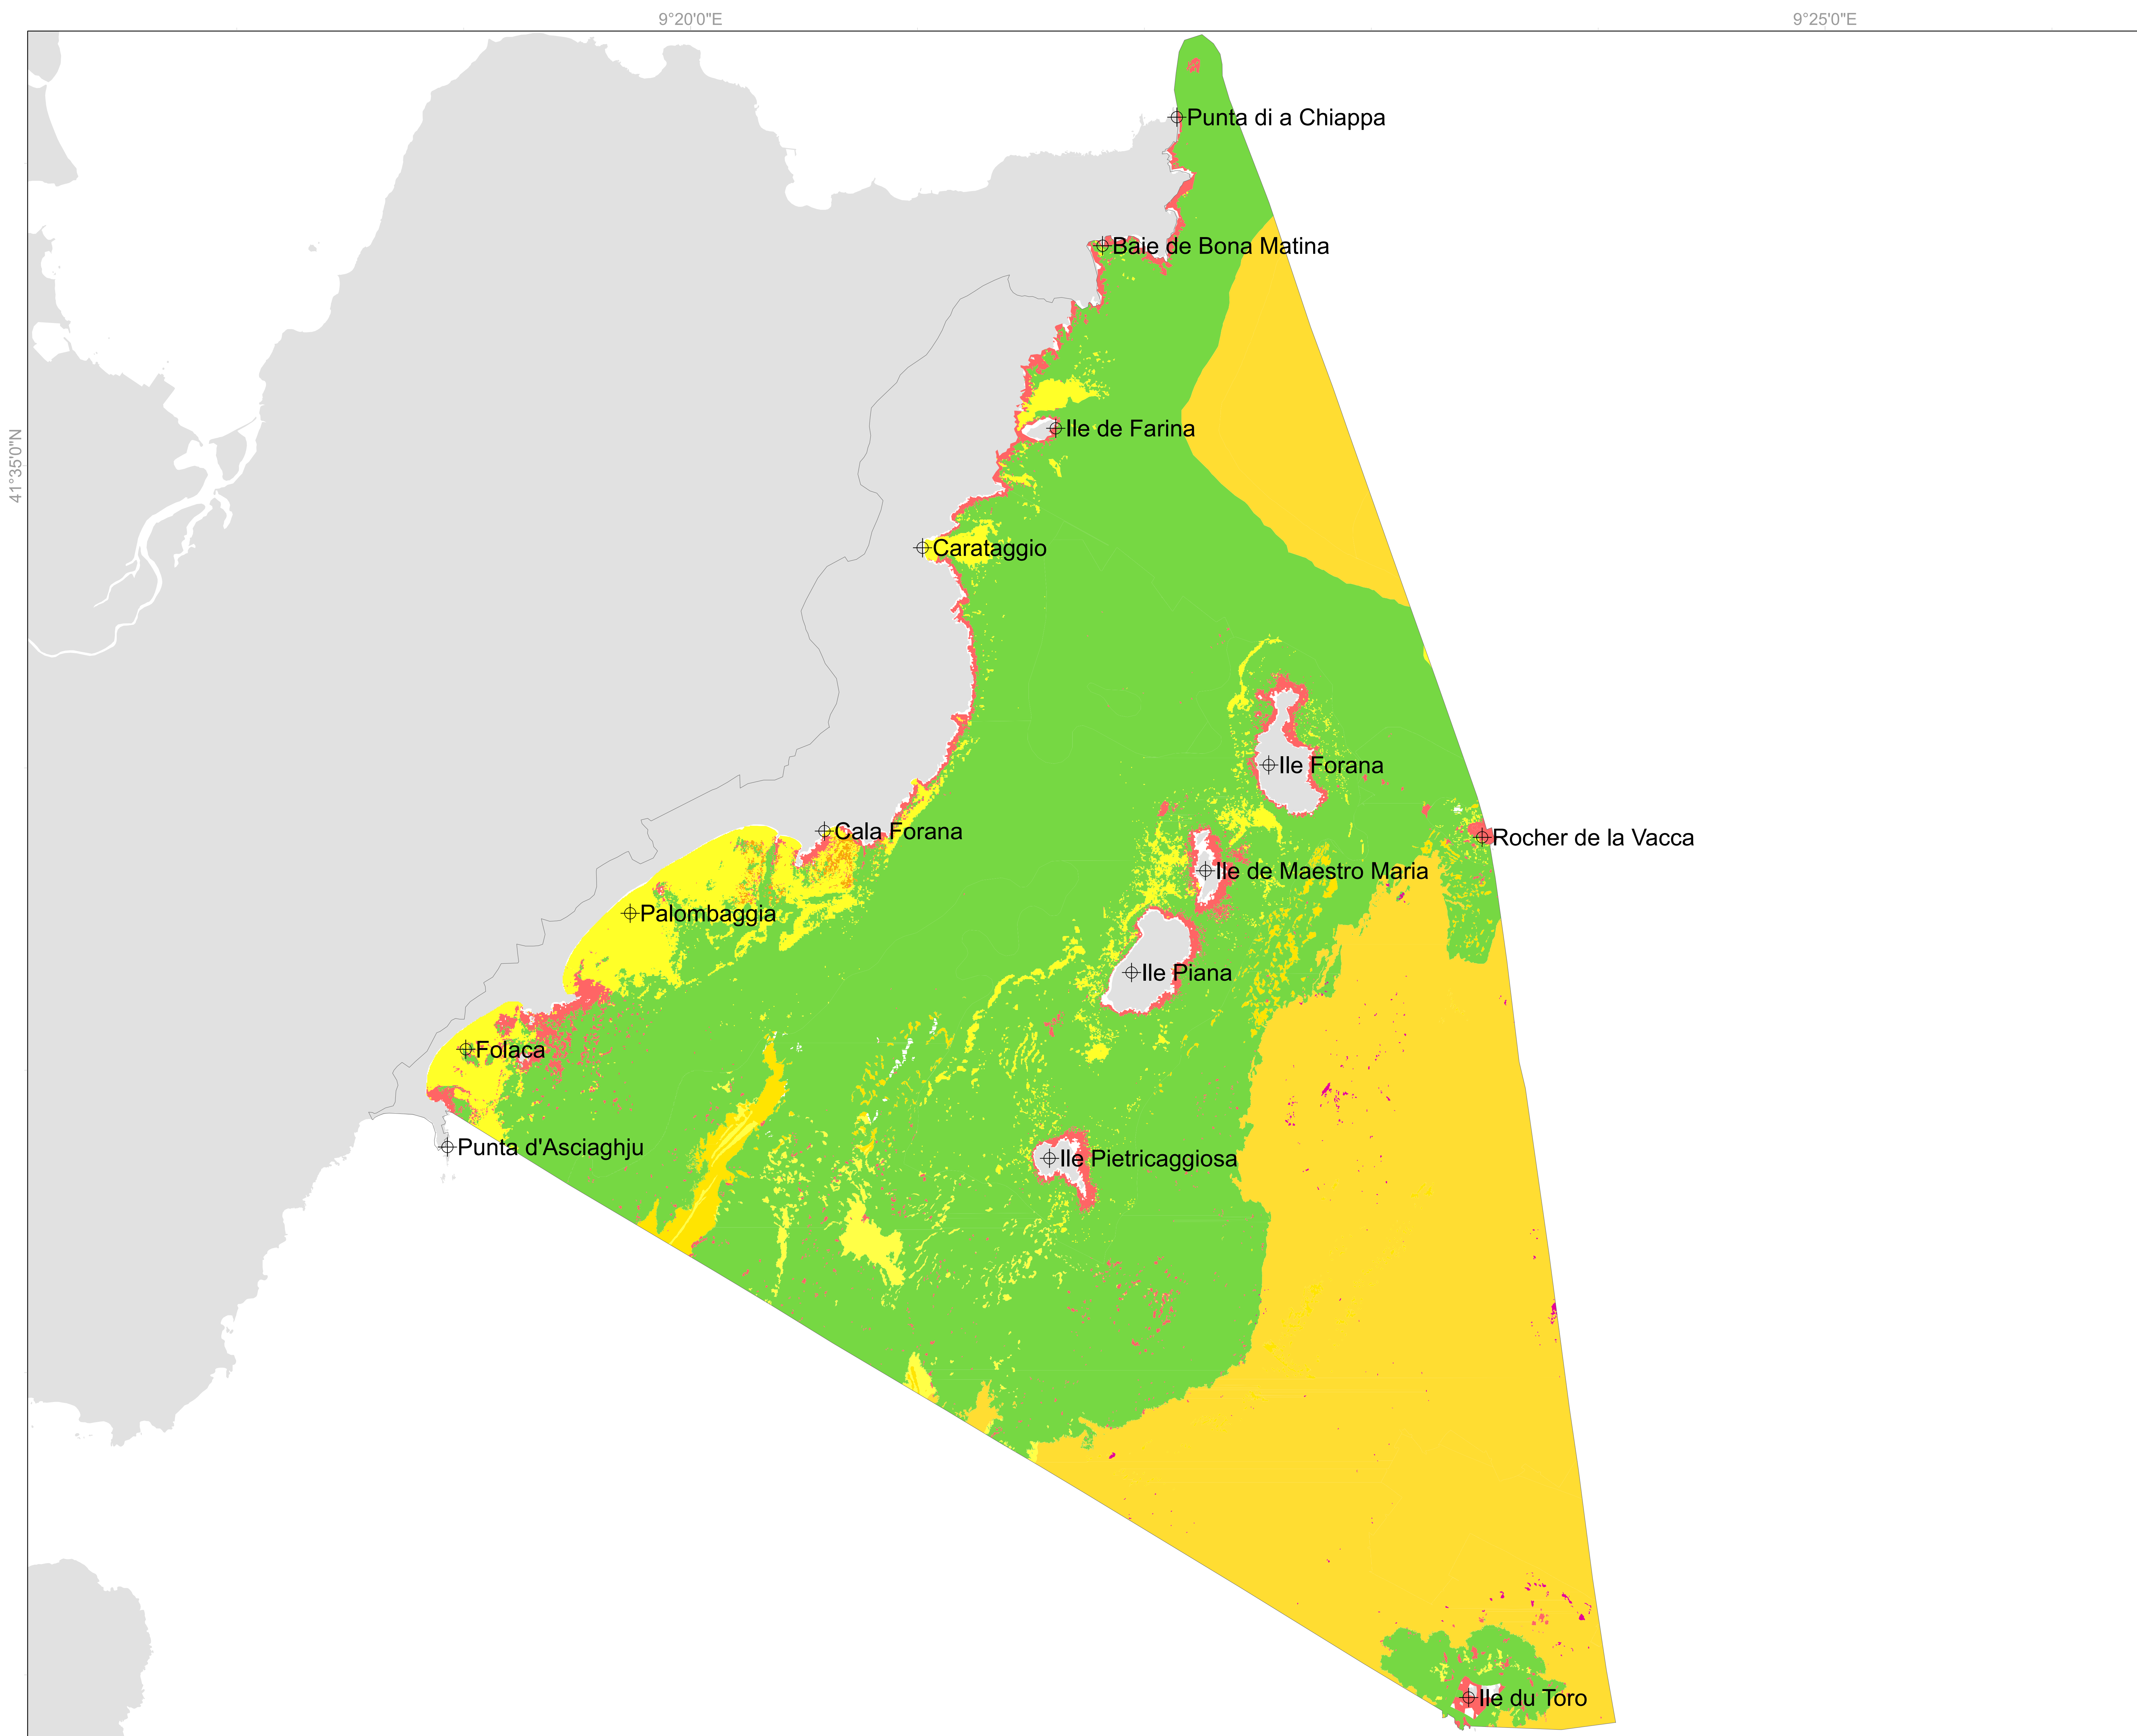 9°20'0"E
9°25'0"E
Punta di a Chiappa
Baie de Bona Matina
Ile de Farina
41°35'0"N
Carataggio
Ile Forana
Cala Forana
Rocher de la Vacca
Ile de Maestro Maria
Palombaggia
Ile Piana
Folaca
Punta d'Asciaghju
Ile Pietricaggiosa
Ile du Toro